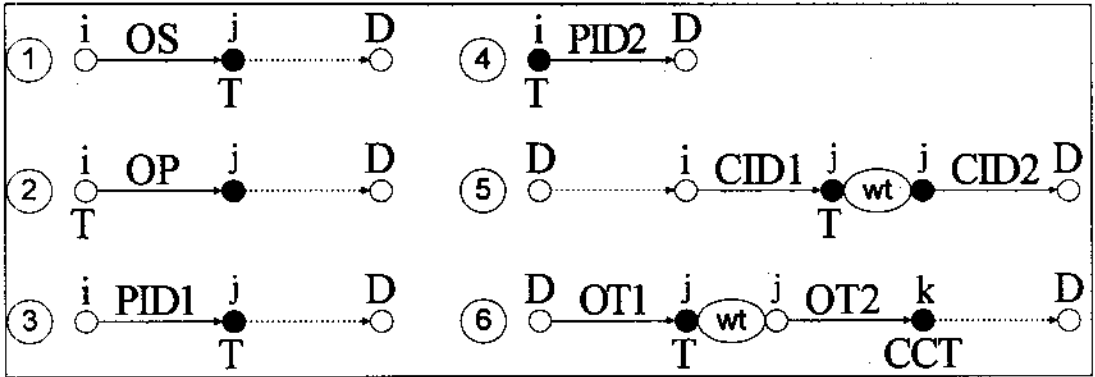 1 i OS j D
T
4 i PID2 D
T
2 i OP j D
T
5 D i CID1 j wt j CID2 D
T
3 i PID1 j D
T
6 D OT1 j wt j OT2 k D
T CCT